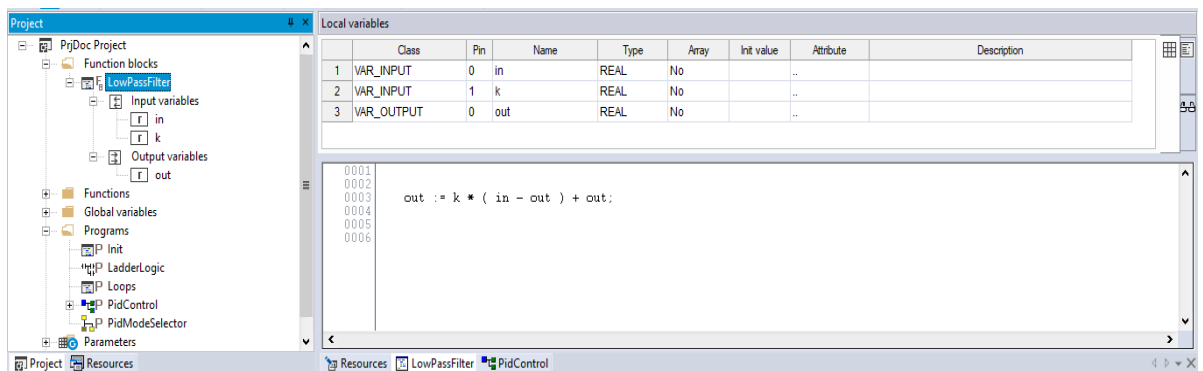 Project
PrjDoc Project
Function blocks
LowPassFilter
Input variables
in
k
Output variables
out
Functions
Global variables
Programs
P Init
P LadderLogic
P Loops
P PidControl
P PidModeSelector
Parameters
Project Resources
Local variables
Class Pin Name Type Array Init value Attribute Description
1 VAR_INPUT 0 in REAL No ..
2 VAR_INPUT 1 k REAL No ..
3 VAR_OUTPUT 0 out REAL No ..
0001
0002
0003 out := k * ( in - out ) + out;
0004
0005
0006
Resources LowPassFilter PidControl